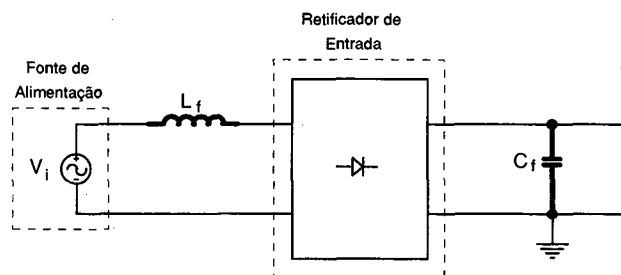 Retificador de
Entrada
Fonte de
Alimentação
L f
V i
C f